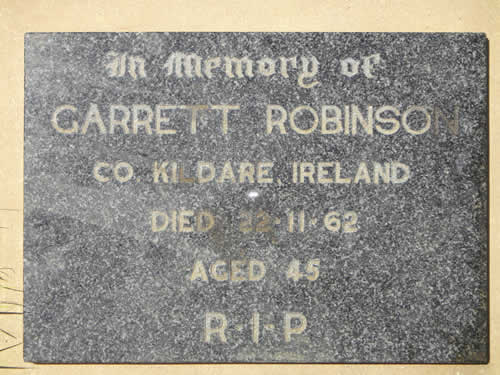 In Memory of
GARRETT ROBINSON
CO KILDARE IRELAND
DIED 22-11-62
AGED 45
R-I-P